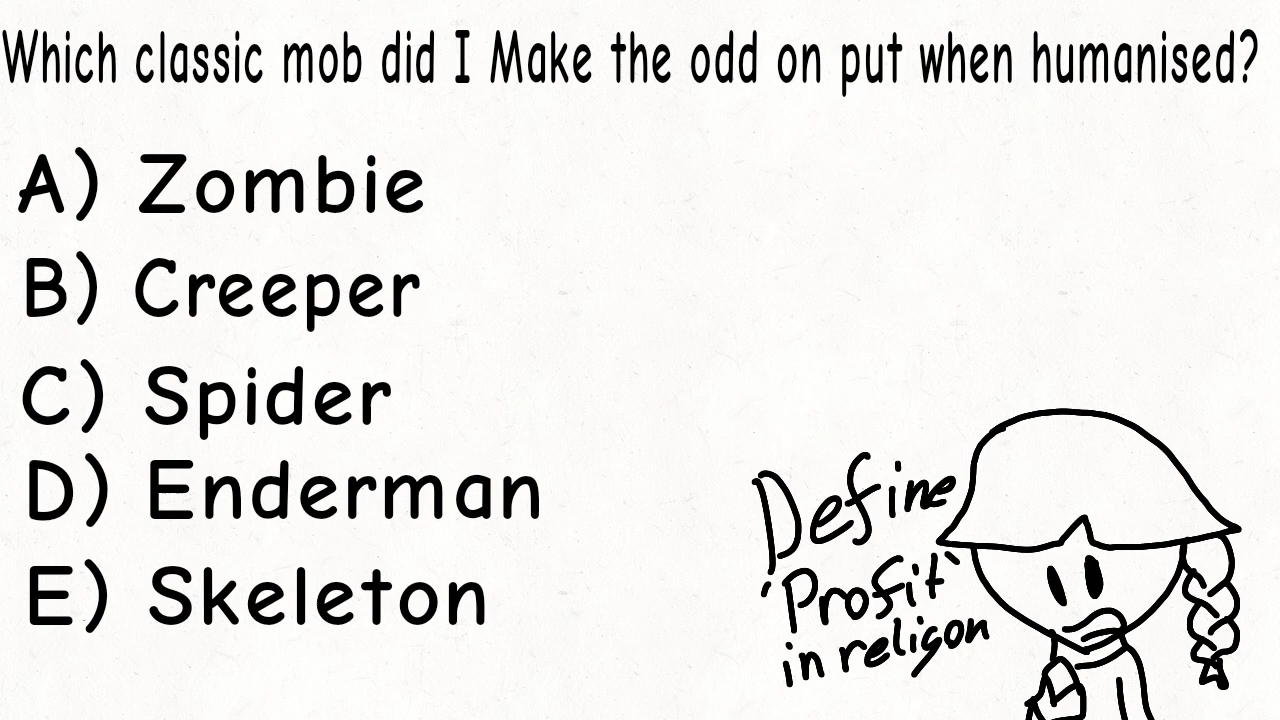 Which classic mob did I Make the odd on put when humanised?
A) Zombie
B) Creeper
C) Spider
D) Enderman
E) Skeleton
Define
'Profit'
in religon